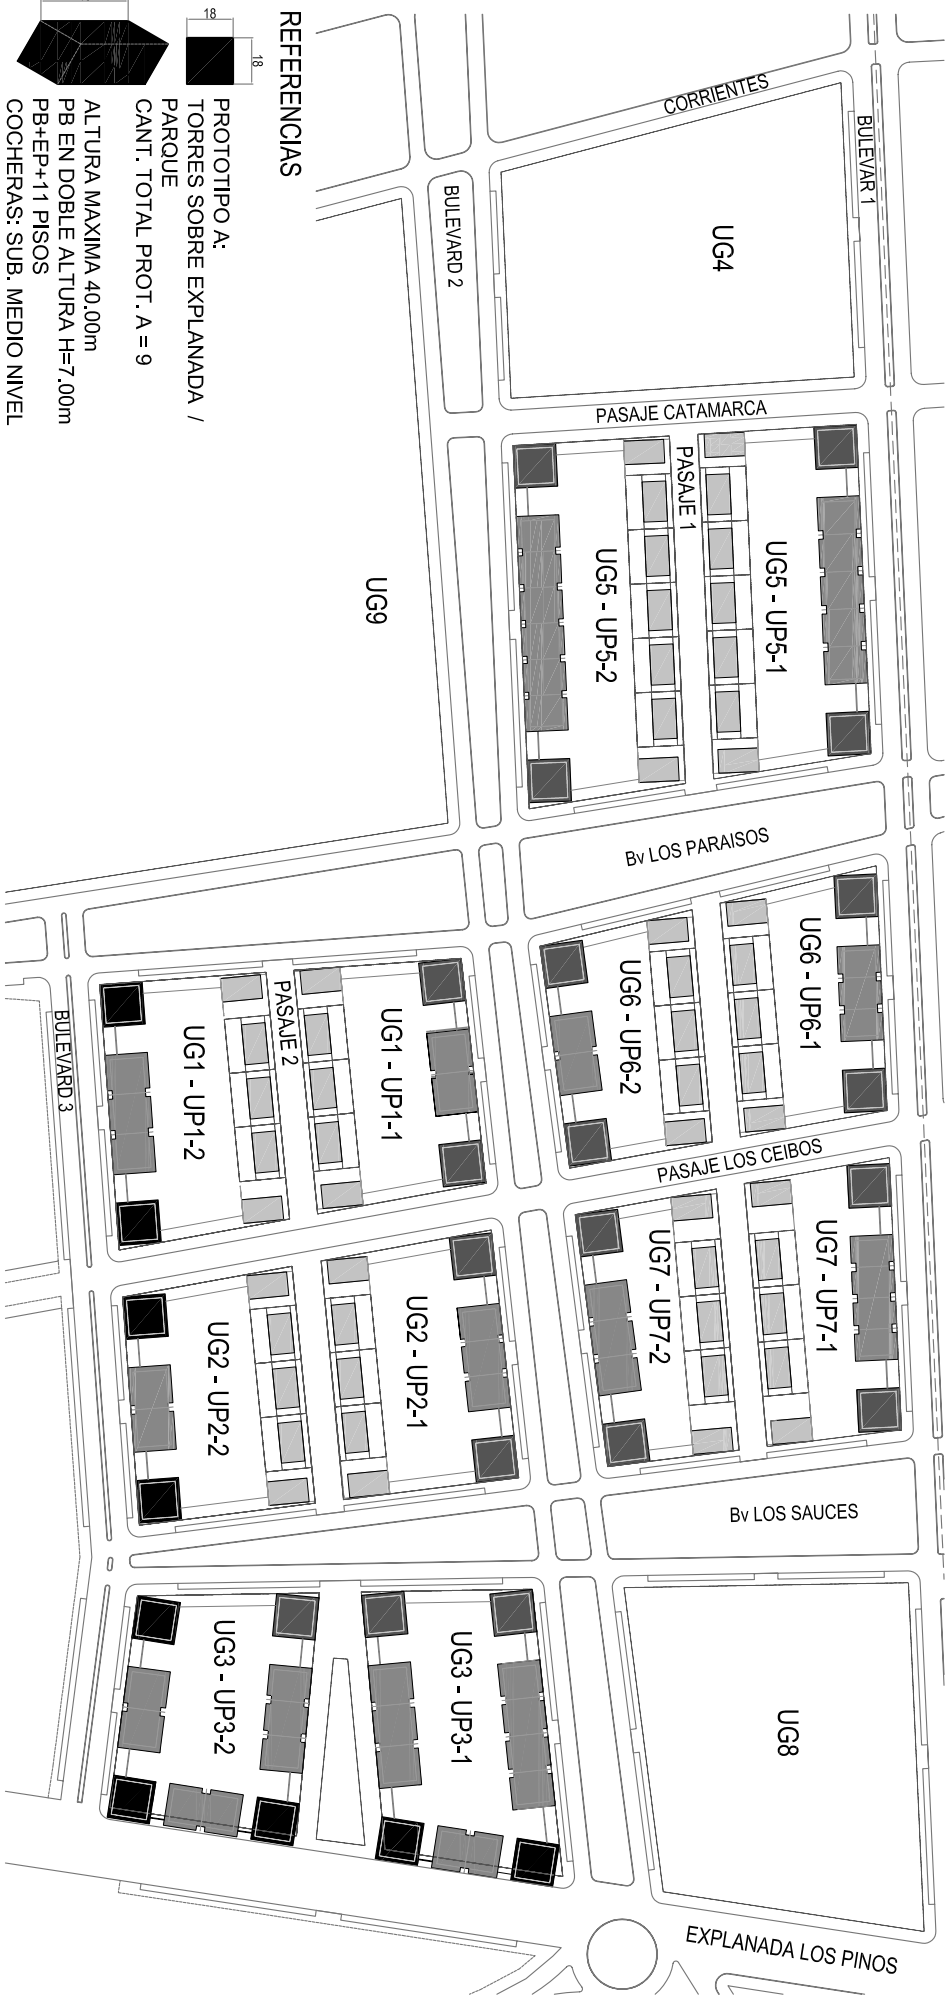 REFERENCIAS
18
18
PROTOTIPO A:
TORRES SOBRE EXPLANADA /
PARQUE
CANT. TOTAL PROT. A = 9
ALTURA MAXIMA 40.00m
PB EN DOBLE ALTURA H=7.00m
PB+EP+11 PISOS
COCHERAS: SUB. MEDIO NIVEL
CORRIENTES
BULEVAR 1
BULEVARD 2
UG4
PASAJE CATAMARCA
PASAJE 1
UG5 - UP5-1
UG5 - UP5-2
UG9
Bv LOS PARAISOS
UG6 - UP6-1
UG6 - UP6-2
UG1 - UP1-1
PASAJE 2
UG1 - UP1-2
BULEVARD 3
PASAJE LOS CEIBOS
UG7 - UP7-1
UG7 - UP7-2
UG2 - UP2-1
UG2 - UP2-2
Bv LOS SAUCES
UG8
UG3 - UP3-1
UG3 - UP3-2
EXPLANADA LOS PINOS